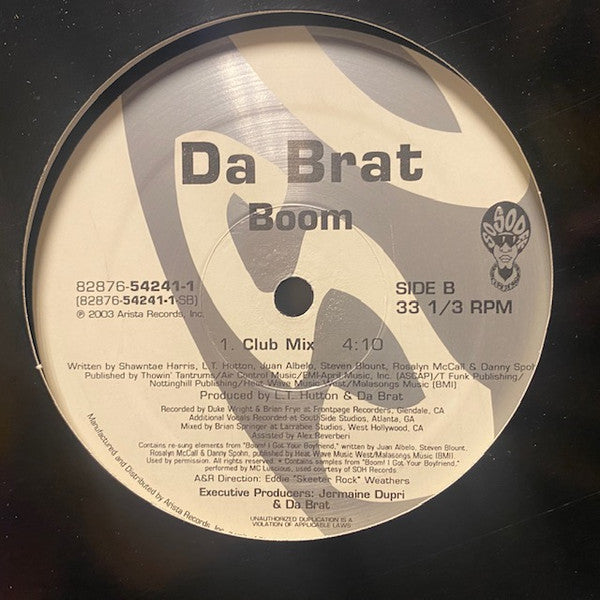 Da Brat
Boom
SO SO DEF
82876-54241-1
(82876-54241-1-SB)
℗ 2003 Arista Records, Inc.
SIDE B
33 1/3 RPM
1. Club Mix 4:10
Written by Shawntae Harris, L.T. Hutton, Juan Albelo, Steven Blount, Rosalyn McCall & Danny Spohn
Published by Thowin' Tantrums/Air Control Music/EMI-April Music, Inc. (ASCAP)/T Funk Publishing/
Nottinghill Publishing/Heat Wave Music West/Malasongs Music (BMI)
Produced by L.T. Hutton & Da Brat
Recorded by Duke Wright & Brian Frye at Frontpage Recorders, Glendale, CA
Additional Vocals Recorded at SouthSide Studios, Atlanta, GA
Mixed by Brian Springer at Larrabee Studios, West Hollywood, CA
Assisted by Alex Reverberi
Contains re-sung elements from "Boom! I Got Your Boyfriend," written by Juan Albelo, Steven Blount,
Rosalyn McCall & Danny Spohn, published by Heat Wave Music West/Malasongs Music (BMI).
Used by permission. All rights reserved. • Contains samples from "Boom! I Got Your Boyfriend,"
performed by MC Luscious, used courtesy of SOH Records
A&R Direction: Eddie "Skeeter Rock" Weathers
Executive Producers: Jermaine Dupri
& Da Brat
UNAUTHORIZED DUPLICATION IS A
VIOLATION OF APPLICABLE LAWS.
Manufactured and Distributed by Arista Records, Inc.